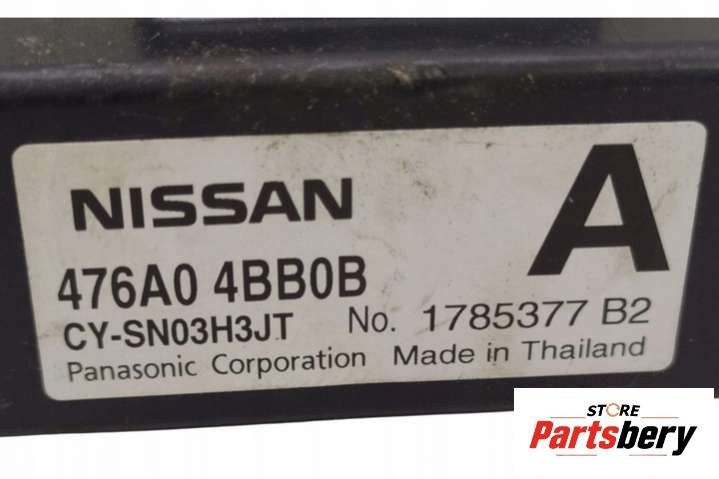 NISSAN
A
476A0 4BB0B
CY-SN03H3JT No. 1785377 B2
Panasonic Corporation Made in Thailand
STORE
Partsbery